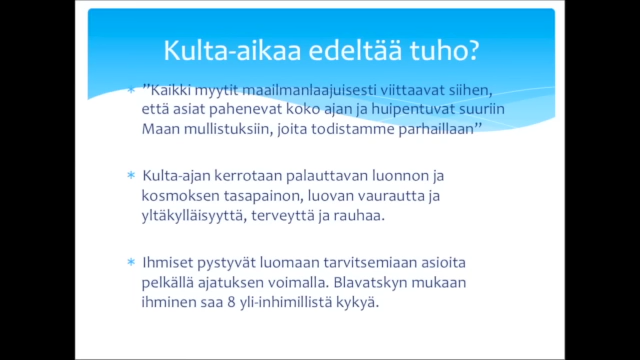 Kulta-aikaa edeltää tuho?
* ”Kaikki myytit maailmanlaajuisesti viittaavat siihen,
että asiat pahenevat koko ajan ja huipentuvat suuriin
Maan mullistuksiin, joita todistamme parhaillaan”
* Kulta-ajan kerrotaan palauttavan luonnon ja
kosmoksen tasapainon, luovan vaurautta ja
yltäkylläisyyttä, terveyttä ja rauhaa.
* Ihmiset pystyvät luomaan tarvitsemiaan asioita
pelkällä ajatuksen voimalla. Blavatskyn mukaan
ihminen saa 8 yli-inhimillistä kykyä.